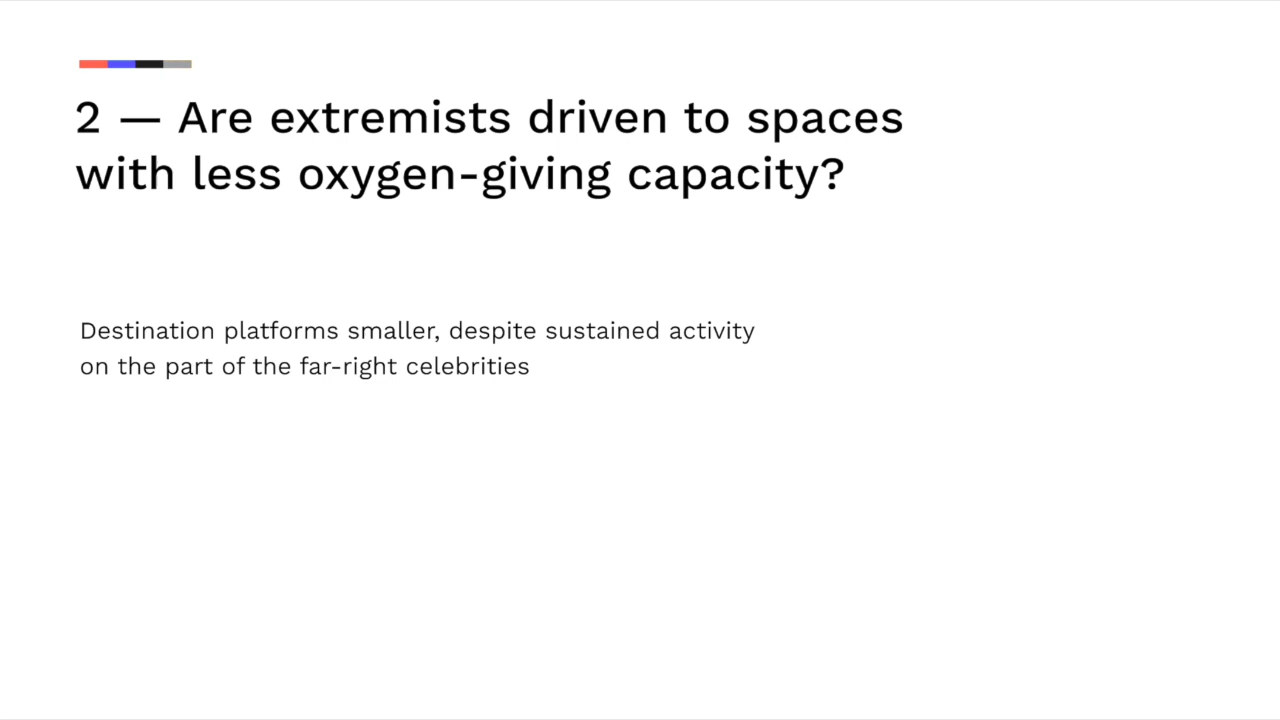 2 — Are extremists driven to spaces
with less oxygen-giving capacity?
Destination platforms smaller, despite sustained activity
on the part of the far-right celebrities